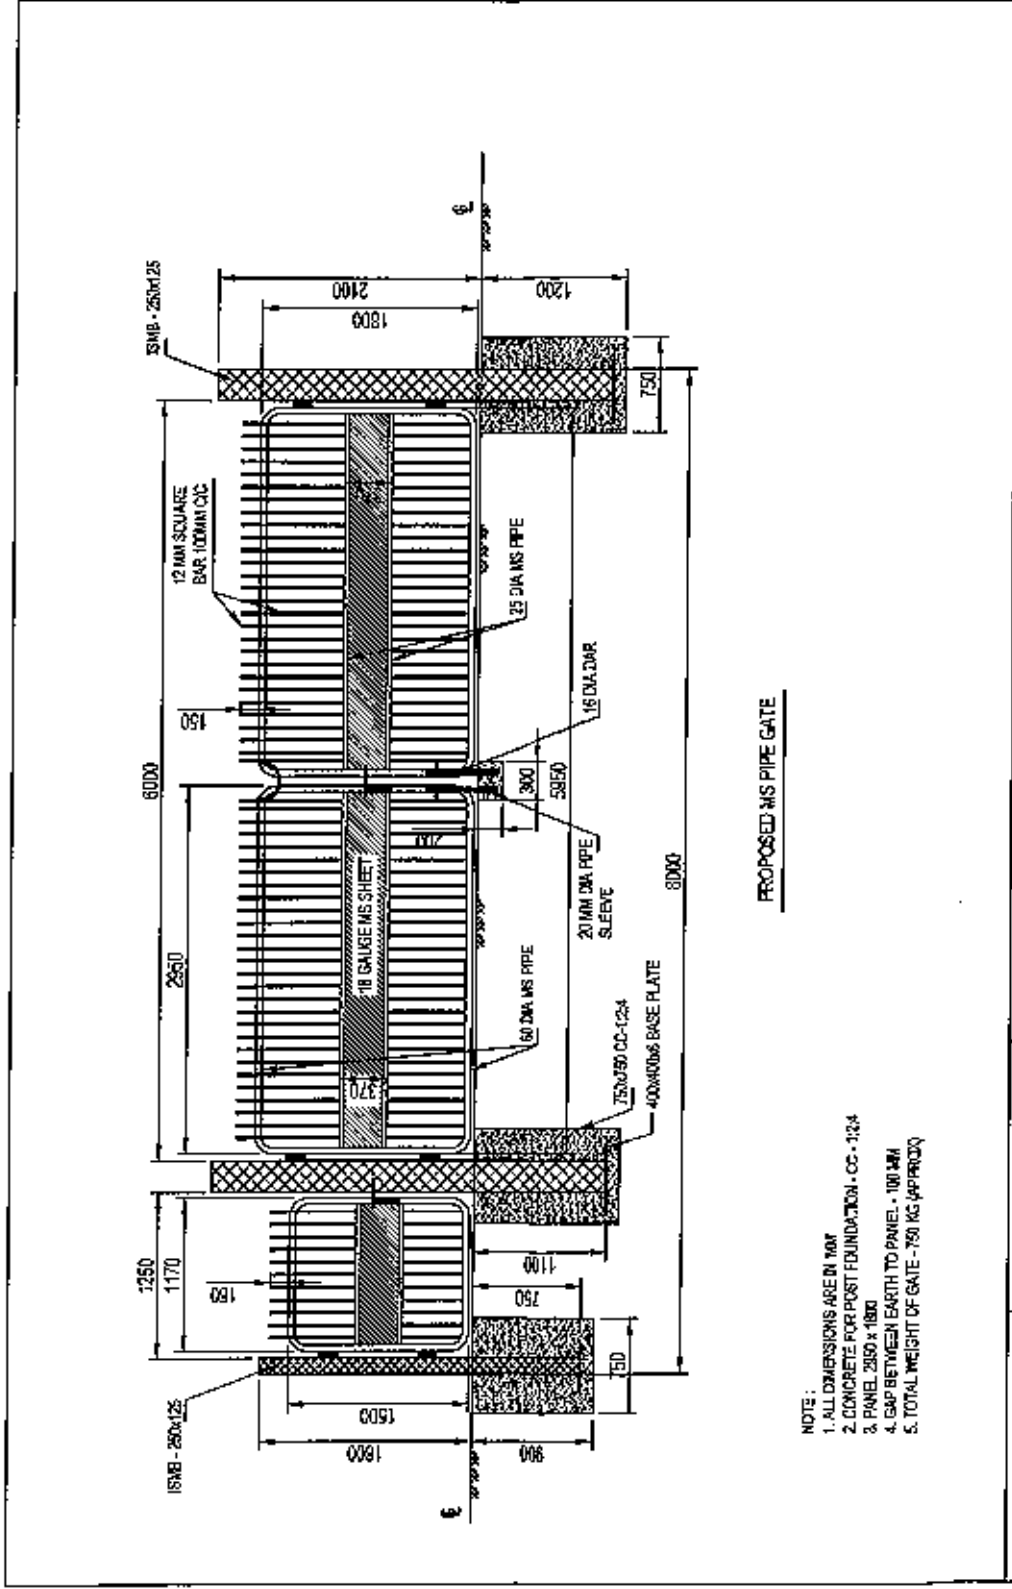 ISMB - 250x125
12 MM SQUARE
BAR 100MM C/C
6000
2950
150
1250
1170
150
ISMB - 250x125
2100
1800
1200
750
18 GAUGE MS SHEET
370
25 DIA MS PIPE
60 DIA MS PIPE
16 DIA BAR
300
5950
20 MM DIA PIPE
SLEEVE
8000
750x750 CC-1:2:4
400x400x6 BASE PLATE
1100
750
750
1500
900
PROPOSED MS PIPE GATE
NOTE :
1. ALL DIMENSIONS ARE IN MM
2. CONCRETE FOR POST FOUNDATION - CC - 1:2:4
3. PANEL 2950 x 1800
4. GAP BETWEEN EARTH TO PANEL - 100 MM
5. TOTAL WEIGHT OF GATE - 750 KG (APPROX)